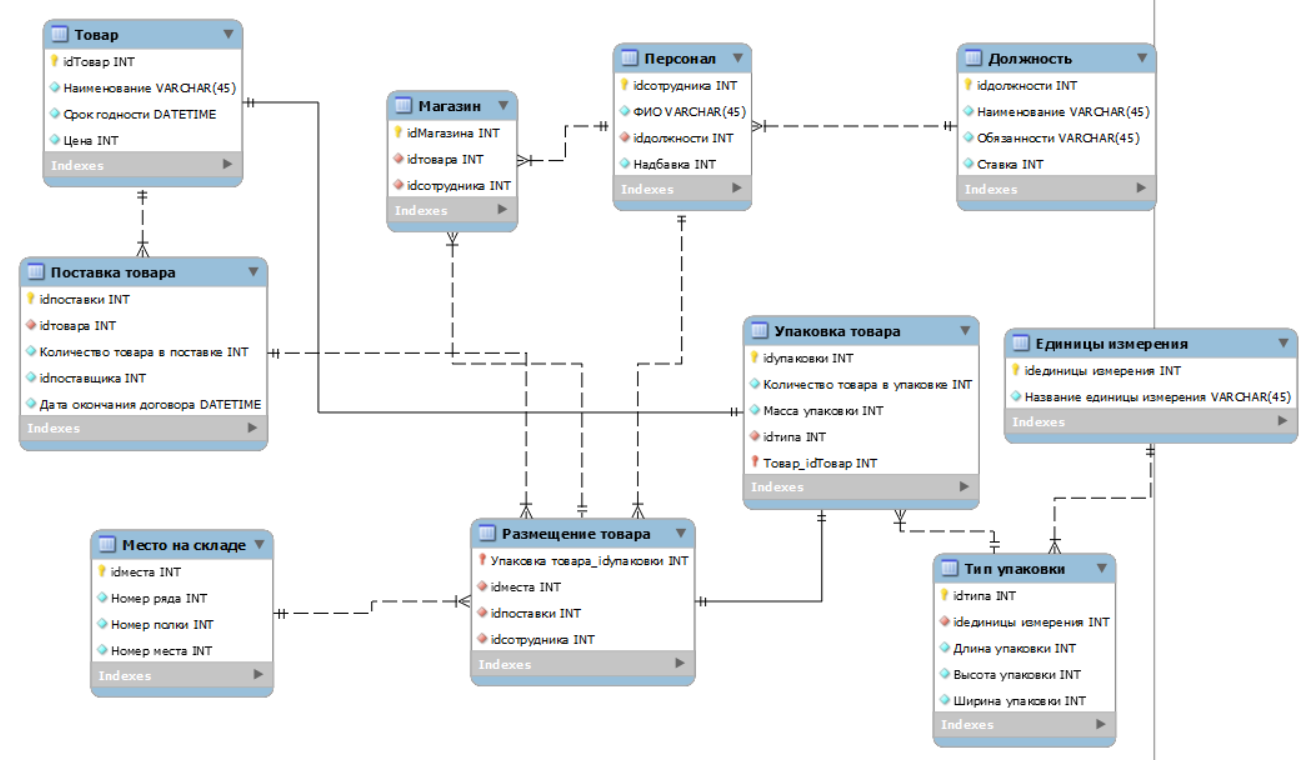 Товар
idТовар INT
Наименование VARCHAR(45)
Срок годности DATETIME
Цена INT
Indexes
Магазин
idМагазина INT
idтовара INT
idсотрудника INT
Indexes
Персонал
idсотрудника INT
ФИО VARCHAR(45)
idдолжности INT
Надбавка INT
Indexes
Должность
idдолжности INT
Наименование VARCHAR(45)
Обязанности VARCHAR(45)
Ставка INT
Indexes
Поставка товара
idпоставки INT
idтовара INT
Количество товара в поставке INT
idпоставщика INT
Дата окончания договора DATETIME
Indexes
Упаковка товара
idупаковки INT
Количество товара в упаковке INT
Масса упаковки INT
idтипа INT
Товар_idТовар INT
Indexes
Единицы измерения
idединицы измерения INT
Название единицы измерения VARCHAR(45)
Indexes
Место на складе
idместа INT
Номер ряда INT
Номер полки INT
Номер места INT
Indexes
Размещение товара
Упаковка товара_idупаковки INT
idместа INT
idпоставки INT
idсотрудника INT
Indexes
Тип упаковки
idтипа INT
idединицы измерения INT
Длина упаковки INT
Высота упаковки INT
Ширина упаковки INT
Indexes